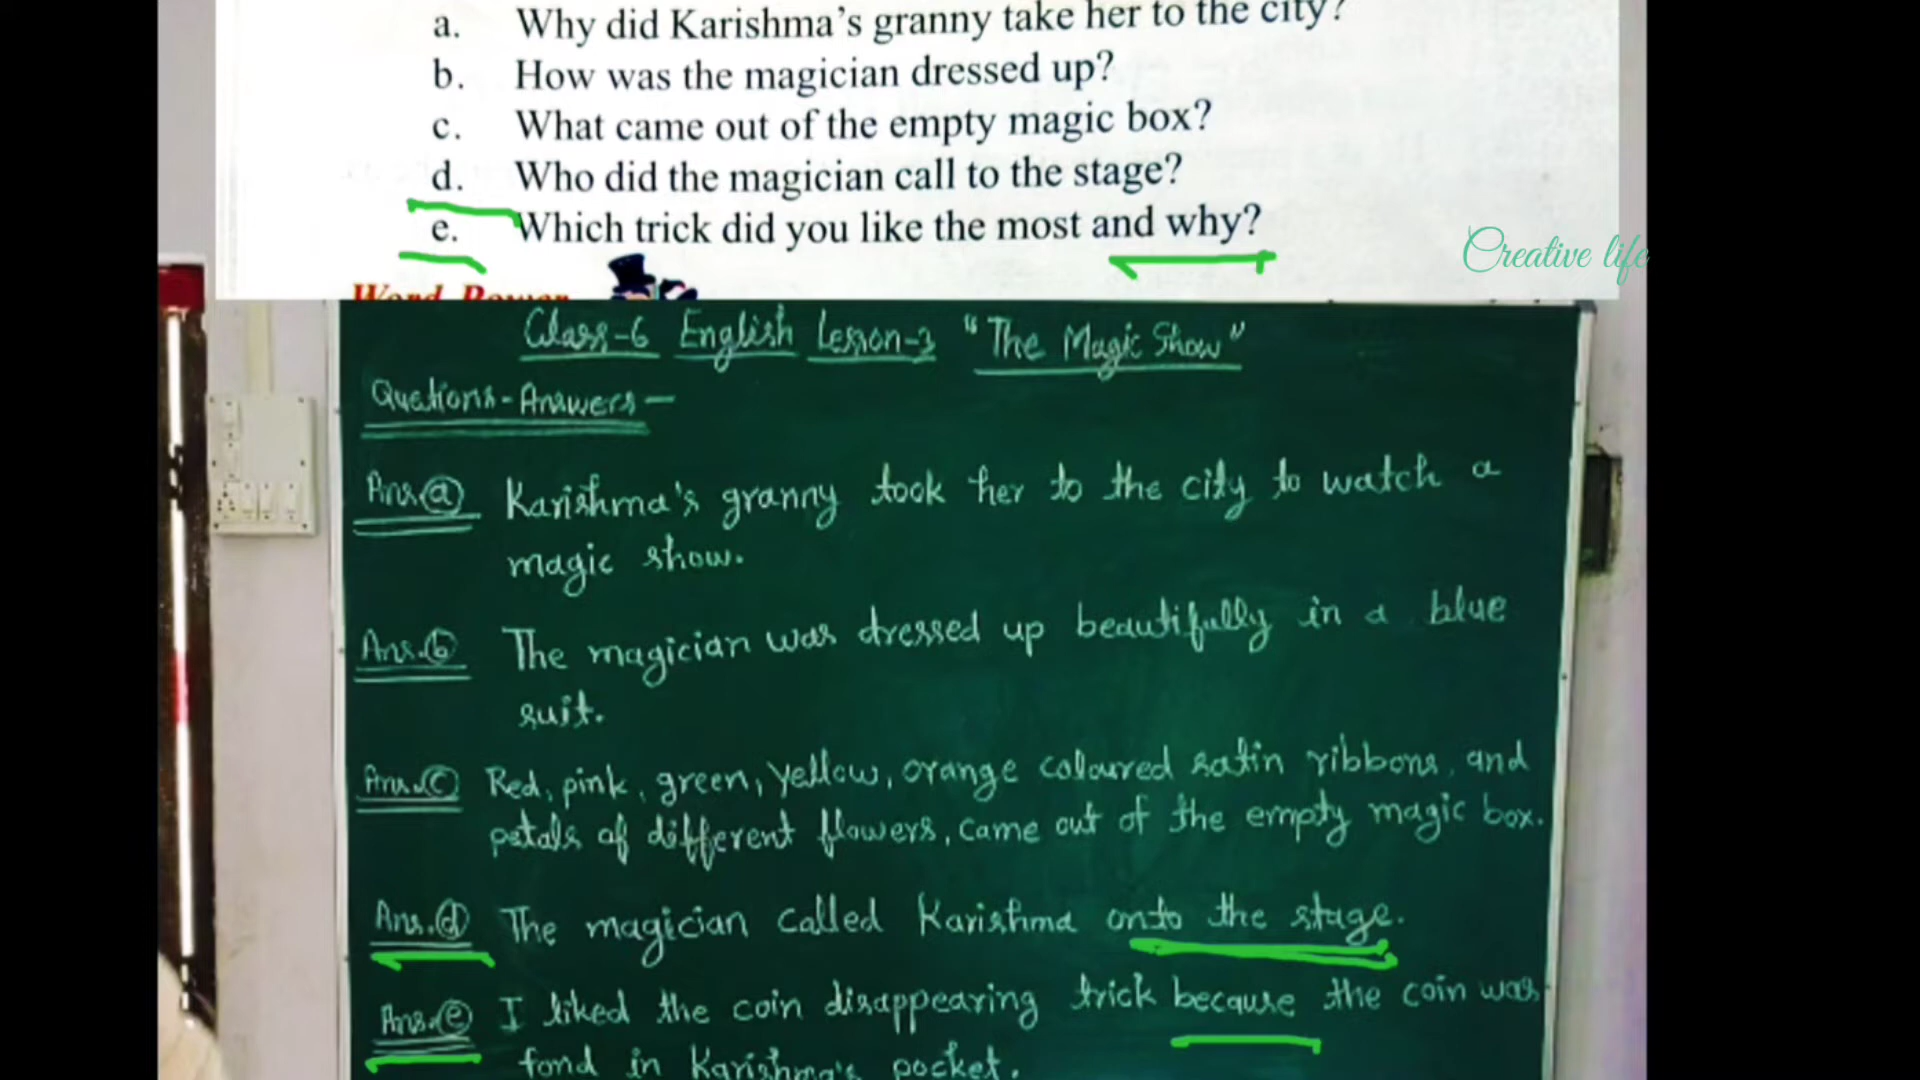 a. Why did Karishma's granny take her to the city?
b. How was the magician dressed up?
c. What came out of the empty magic box?
d. Who did the magician call to the stage?
e. Which trick did you like the most and why?
Creative life
Word Power
Class-6 English Lesson-3 "The Magic Show"
Questions-Answers-
Ans.(a) Karishma's granny took her to the city to watch a
magic show.
Ans.(b) The magician was dressed up beautifully in a blue
suit.
Ans.(c) Red, pink, green, yellow, orange coloured satin ribbons, and
petals of different flowers, came out of the empty magic box.
Ans.(d) The magician called Karishma onto the stage.
Ans.(e) I liked the coin disappearing trick because the coin was
fond in Karishma's pocket.